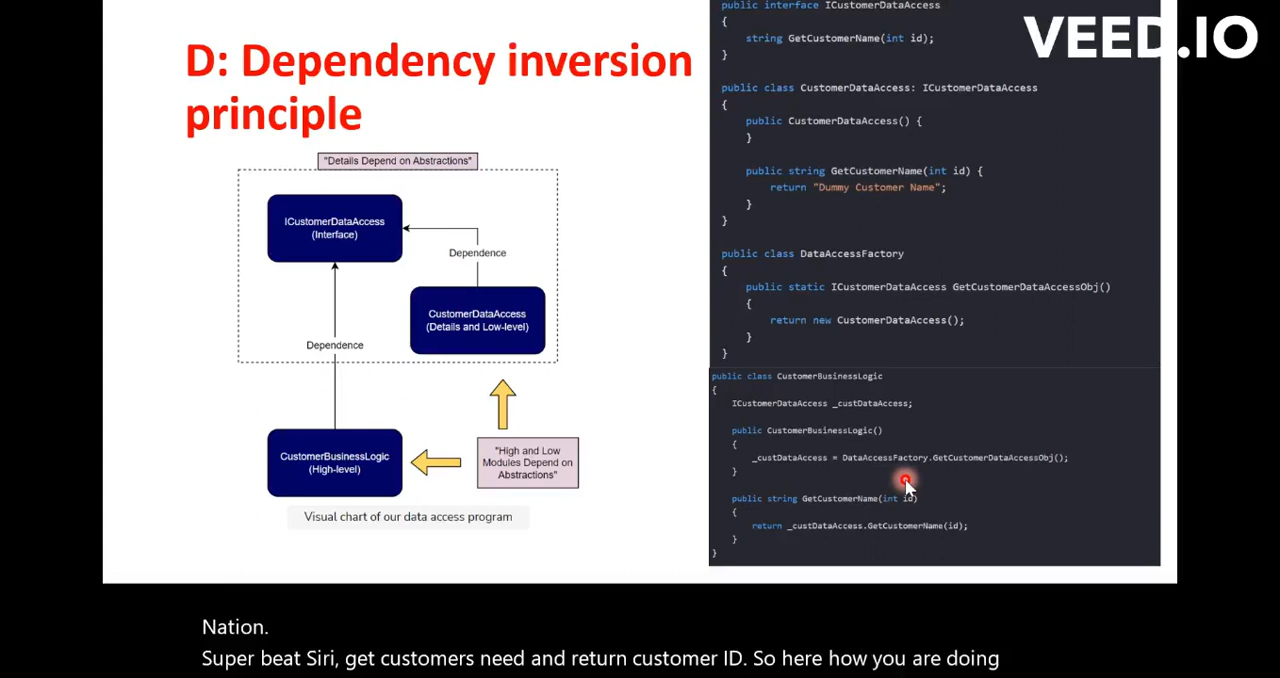 D: Dependency inversion
principle
"Details Depend on Abstractions"
ICustomerDataAccess
(Interface)
Dependence
CustomerDataAccess
(Details and Low-level)
Dependence
CustomerBusinessLogic
(High-level)
"High and Low
Modules Depend on
Abstractions"
Visual chart of our data access program
VEED.IO
public interface ICustomerDataAccess
{
string GetCustomerName(int id);
}
public class CustomerDataAccess: ICustomerDataAccess
{
public CustomerDataAccess() {
}
public string GetCustomerName(int id) {
return "Dummy Customer Name";
}
}
public class DataAccessFactory
{
public static ICustomerDataAccess GetCustomerDataAccessObj()
{
return new CustomerDataAccess();
}
}
public class CustomerBusinessLogic
{
ICustomerDataAccess _custDataAccess;
public CustomerBusinessLogic()
{
_custDataAccess = DataAccessFactory.GetCustomerDataAccessObj();
}
public string GetCustomerName(int id)
{
return _custDataAccess.GetCustomerName(id);
}
}
Nation.
Super beat Siri, get customers need and return customer ID. So here how you are doing